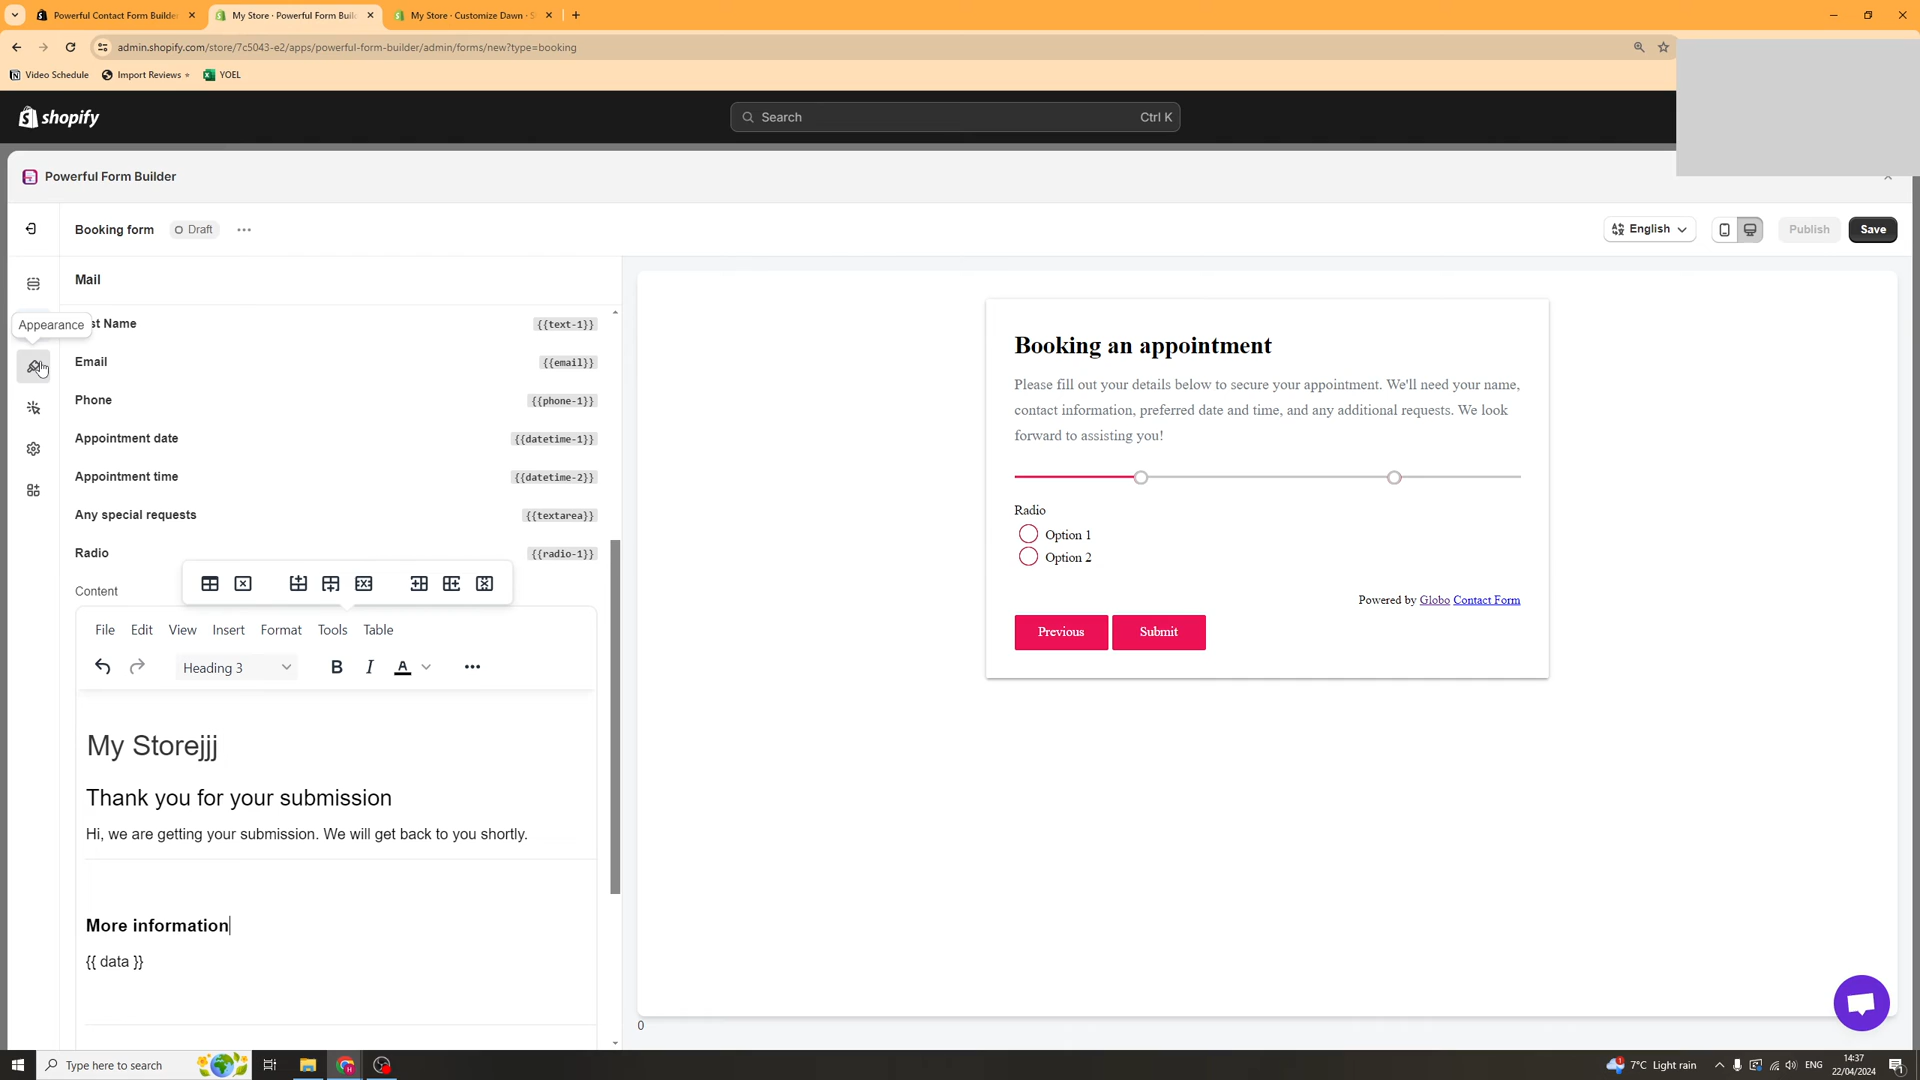 Powerful Contact Form Builder
My Store · Powerful Form Buil
My Store · Customize Dawn · S
admin.shopify.com/store/7c5043-e2/apps/powerful-form-builder/admin/forms/new?type=booking
Video Schedule
Import Reviews
YOEL
shopify
Search
Ctrl K
Powerful Form Builder
Booking form
Draft
English
Publish
Save
Mail
Appearance
st Name
{{text-1}}
Email
{{email}}
Phone
{{phone-1}}
Appointment date
{{datetime-1}}
Appointment time
{{datetime-2}}
Any special requests
{{textarea}}
Radio
{{radio-1}}
Content
File Edit View Insert Format Tools Table
Heading 3
B I A
My Storejjj
Thank you for your submission
Hi, we are getting your submission. We will get back to you shortly.
More information
{{ data }}
Booking an appointment
Please fill out your details below to secure your appointment. We'll need your name,
contact information, preferred date and time, and any additional requests. We look
forward to assisting you!
Radio
Option 1
Option 2
Powered by Globo Contact Form
Previous
Submit
0
Type here to search
7°C Light rain
ENG
14:37
22/04/2024